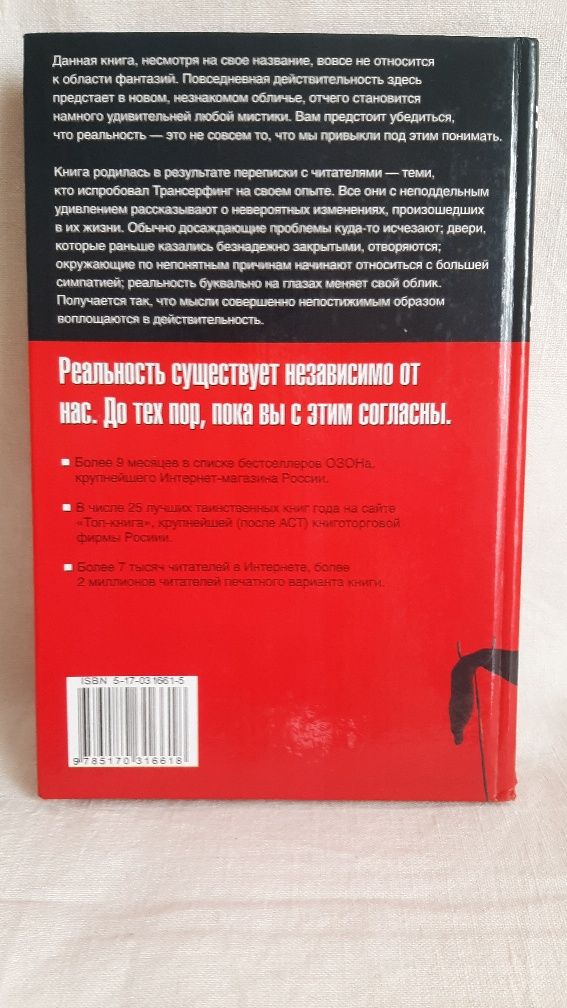 Данная книга, несмотря на свое название, вовсе не относится
к области фантазий. Повседневная действительность здесь
предстает в новом, незнакомом обличье, отчего становится
намного удивительней любой мистики. Вам предстоит убедиться,
что реальность — это не совсем то, что мы привыкли под этим понимать.
Книга родилась в результате переписки с читателями — теми,
кто испробовал Трансерфинг на своем опыте. Все они с неподдельным
удивлением рассказывают о невероятных изменениях, произошедших
в их жизни. Обычно досаждающие проблемы куда-то исчезают; двери,
которые раньше казались безнадежно закрытыми, отворяются;
окружающие по непонятным причинам начинают относиться с большей
симпатией; реальность буквально на глазах меняет свой облик.
Получается так, что мысли совершенно непостижимым образом
воплощаются в действительность.
Реальность существует независимо от
нас. До тех пор, пока вы с этим согласны.
Более 9 месяцев в списке бестселлеров ОЗОНа,
крупнейшего Интернет-магазина России.
В числе 25 лучших таинственных книг года на сайте
«Топ-книга», крупнейшей (после АСТ) книготорговой
фирмы Росиии.
Более 7 тысяч читателей в Интернете, более
2 миллионов читателей печатного варианта книги.
ISBN 5-17-031661-5
9 785170 316618